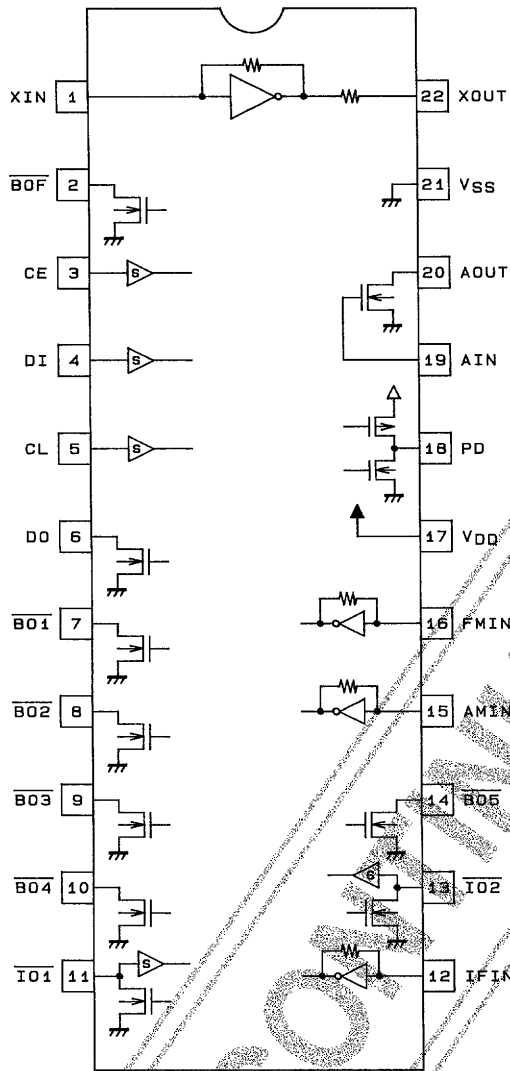 XIN 1 22 XOUT
BOF 2 21 VSS
CE 3 S 20 AOUT
DI 4 S 19 AIN
CL 5 S 18 PD
DO 6 17 VDD
BO1 7 16 FMIN
BO2 8 15 AMIN
BO3 9 14 BO5
BO4 10 S 13 IO2
IO1 11 S 12 IFIN